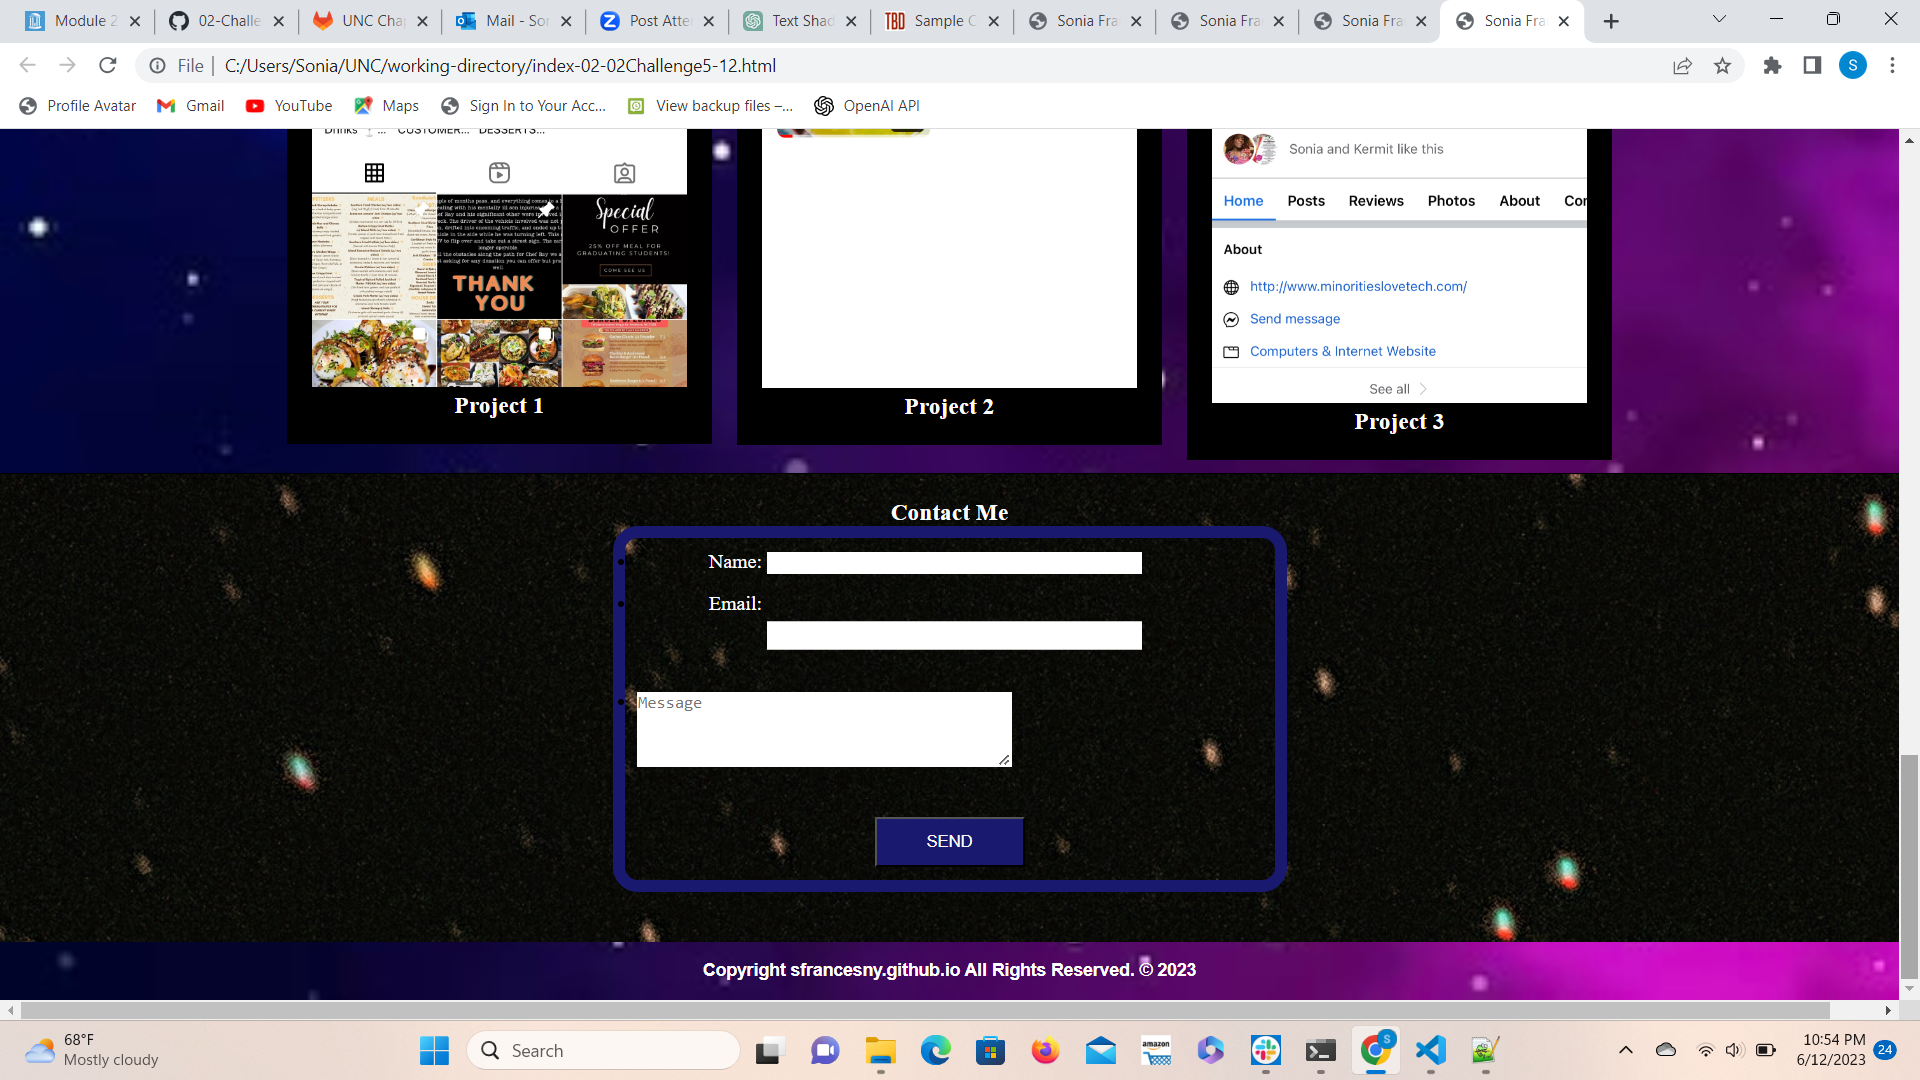 Module 2
02-Challe
UNC Cha
Mail - So
Post Atte
Text Shad
Sample C
Sonia Fra
Sonia Fra
Sonia Fra
Sonia Fra
File
C:/Users/Sonia/UNC/working-directory/index-02-02Challenge5-12.html
S
Profile Avatar
Gmail
YouTube
Maps
Sign In to Your Acc...
View backup files –...
OpenAI API
Drinks
CUSTOMER...
DESSERTS...
Sonia and Kermit like this
Home Posts Reviews Photos About Cor
About
http://www.minoritieslovetech.com/
Send message
Computers & Internet Website
See all
THANK
YOU
Special
OFFER
25% OFF MEAL FOR
GRADUATING STUDENTS!
COME SEE US
Project 1
Project 2
Project 3
Contact Me
Name:
Email:
Message
SEND
Copyright sfrancesny.github.io All Rights Reserved. © 2023
68°F
Mostly cloudy
Search
amazon
10:54 PM
6/12/2023
24